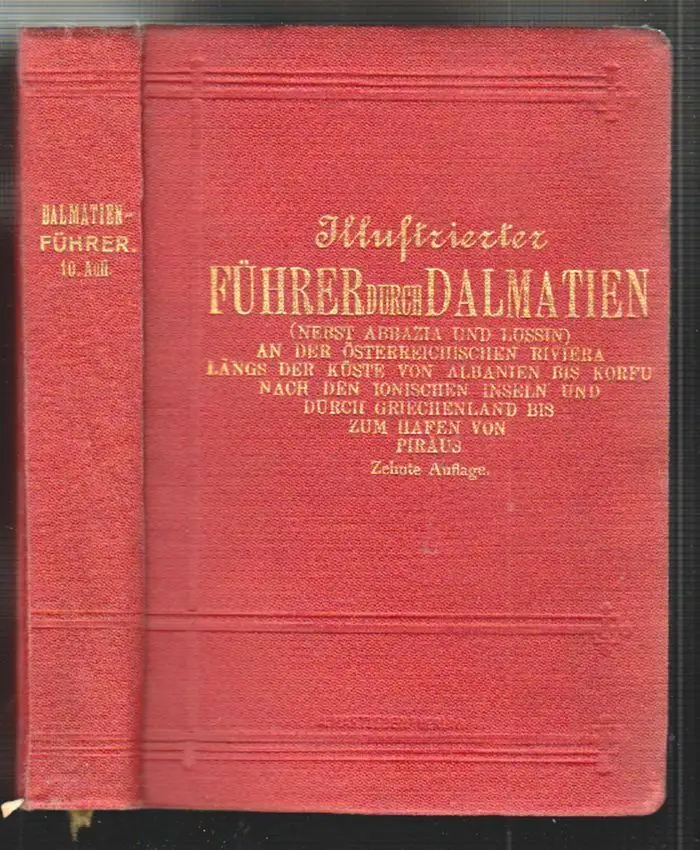 DALMATIEN-
FÜHRER.
10. Aufl
Illustrierter
FÜHRER DURCH DALMATIEN
(NEBST ABBAZIA UND LUSSIN)
AN DER ÖSTERREICHISCHEN RIVIERA
LÄNGS DER KÜSTE VON ALBANIEN BIS KORFU
NACH DEN IONISCHEN INSELN UND
DURCH GRIECHENLAND BIS
ZUM HAFEN VON
PIRÄUS
Zehnte Auflage.